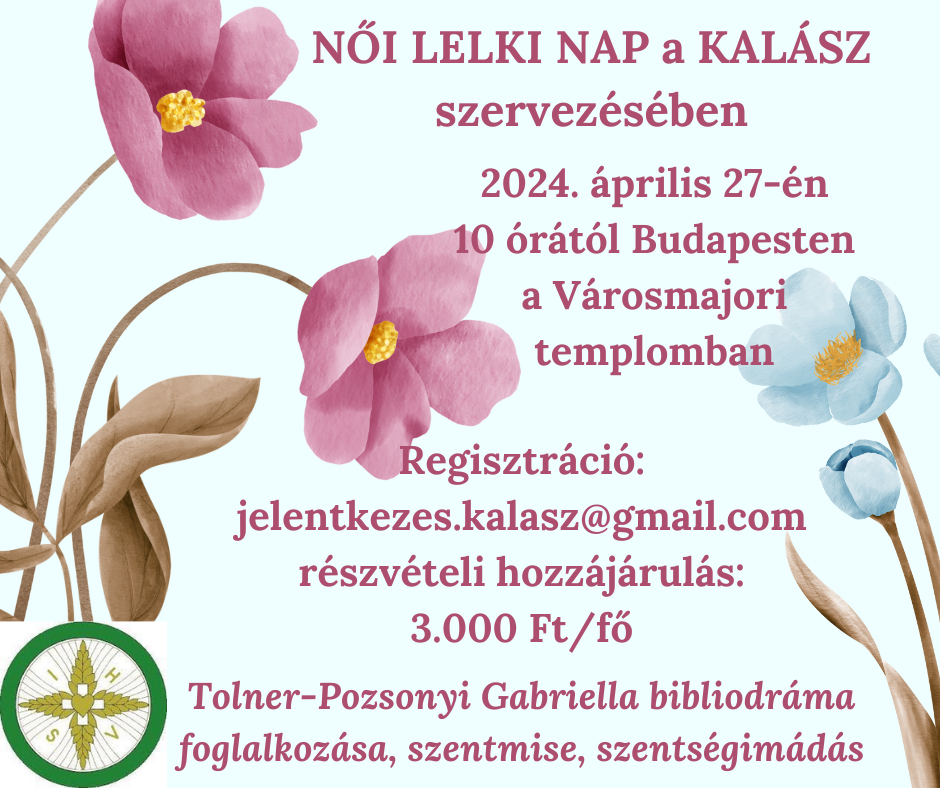 NŐI LELKI NAP a KALÁSZ
szervezésében
2024. április 27-én
10 órától Budapesten
a Városmajori
templomban
Regisztráció:
jelentkezes.kalasz@gmail.com
részvételi hozzájárulás:
3.000 Ft/fő
I H
S V
Tolner-Pozsonyi Gabriella bibliodráma
foglalkozása, szentmise, szentségimádás